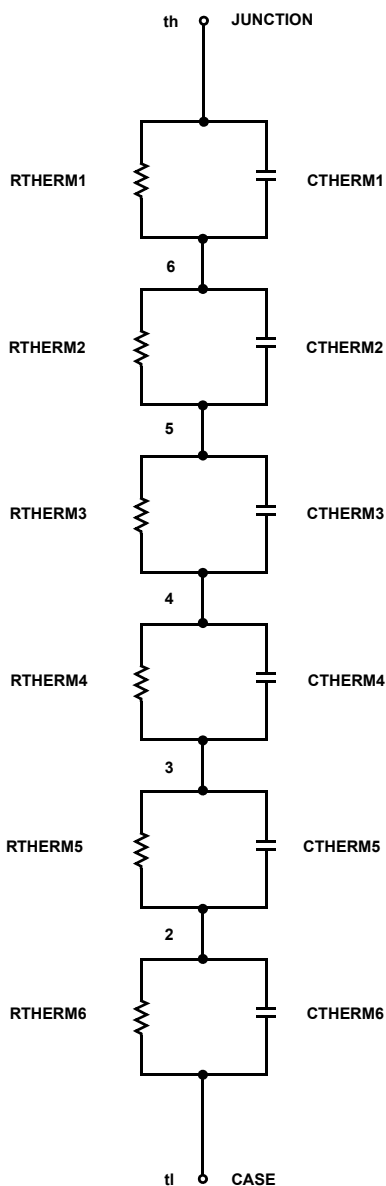 th JUNCTION
RTHERM1 CTHERM1
6
RTHERM2 CTHERM2
5
RTHERM3 CTHERM3
4
RTHERM4 CTHERM4
3
RTHERM5 CTHERM5
2
RTHERM6 CTHERM6
tl CASE